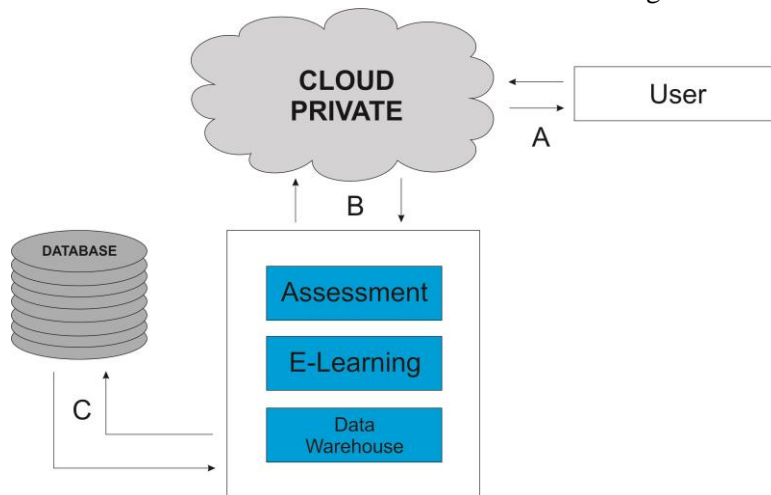 CLOUD
PRIVATE
User
A
B
DATABASE
Assessment
E-Learning
C
Data
Warehouse